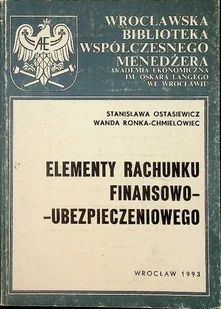 WROCŁAWSKA
BIBLIOTEKA
WSPÓŁCZESNEGO
MENEDŻERA
AKADEMIA EKONOMICZNA
IM. OSKARA LANGEGO
WE WROCŁAWIU
AE
STANISŁAWA OSTASIEWICZ
WANDA RONKA-CHMIELOWIEC
ELEMENTY RACHUNKU
FINANSOWO-
-UBEZPIECZENIOWEGO
WROCŁAW 1993